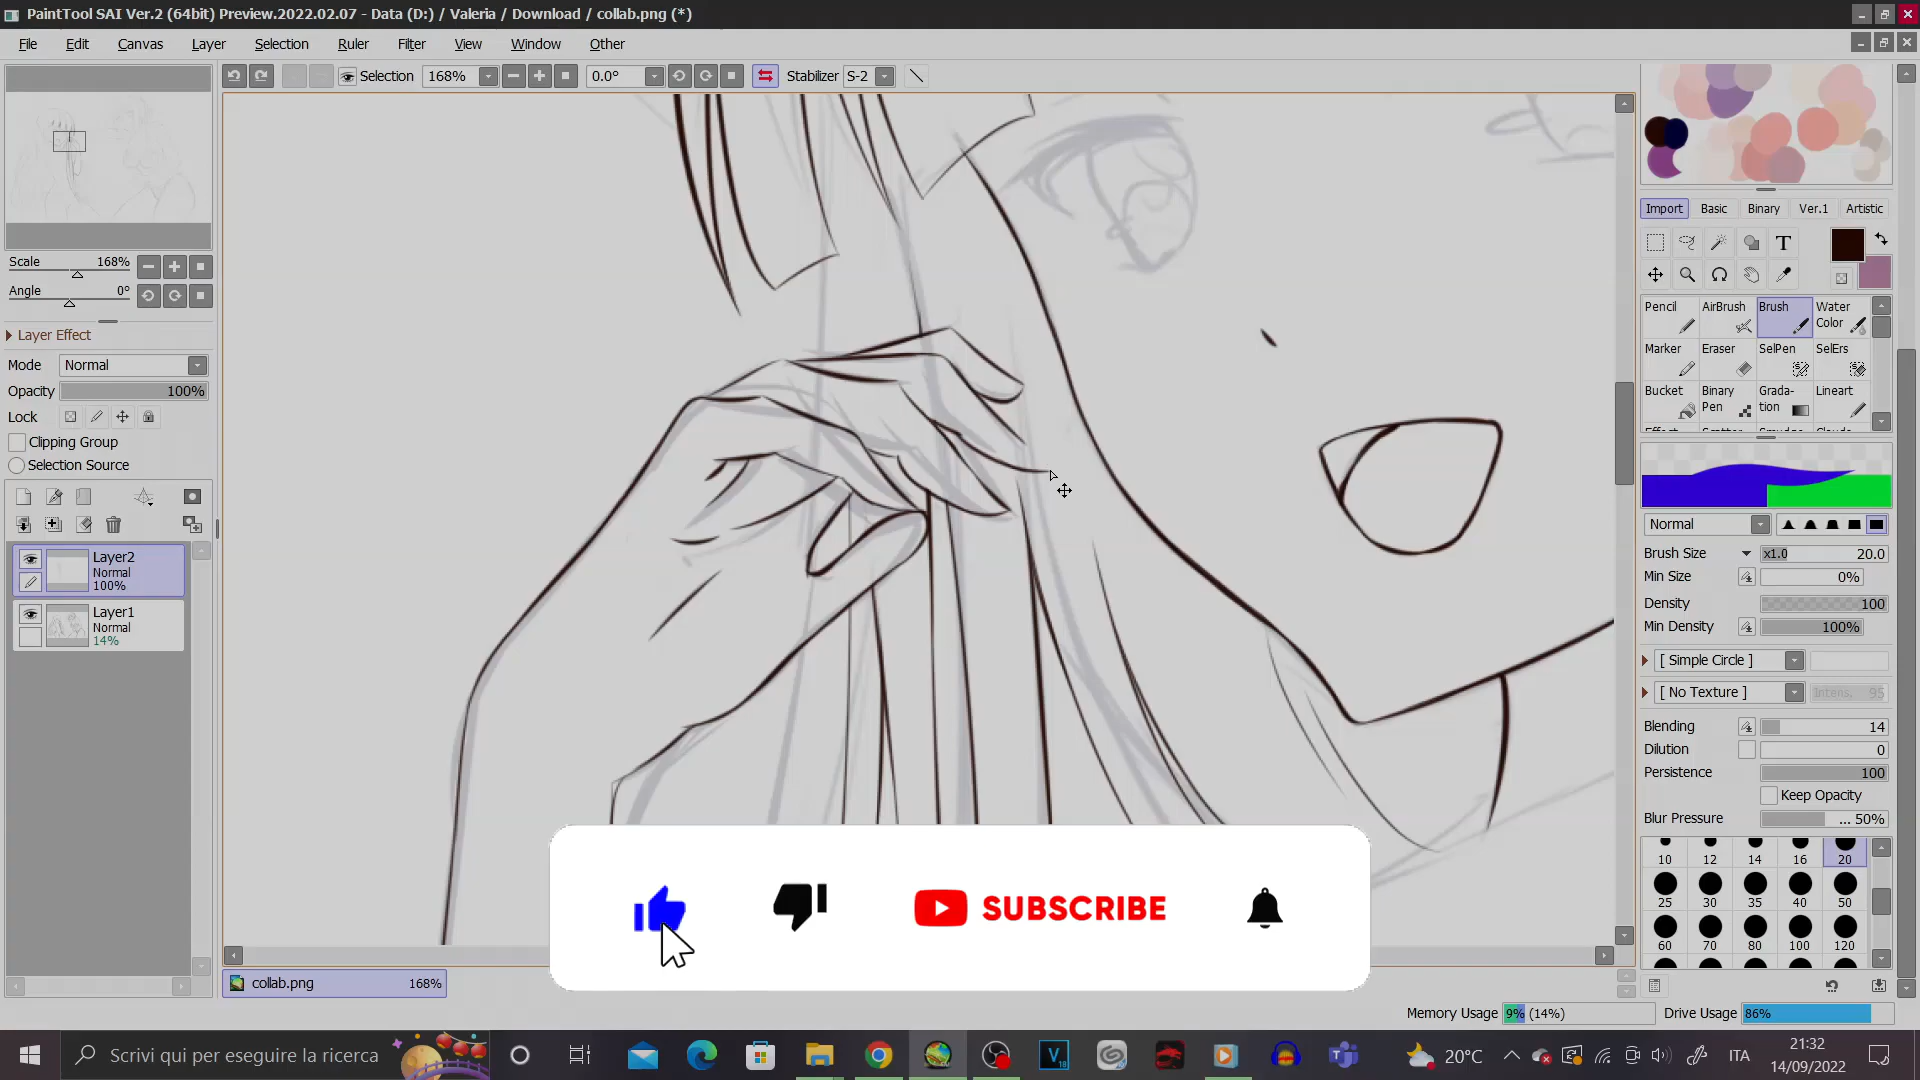 PaintTool SAI Ver.2 (64bit) Preview.2022.02.07 - Data (D:) / Valeria / Download / collab.png (*)
File Edit Canvas Layer Selection Ruler Filter View Window Other
Selection 168% 0.0° Stabilizer S-2
Scale 168%
Angle 0°
Layer Effect
Mode Normal
Opacity 100%
Lock
Clipping Group
Selection Source
Layer2
Normal
100%
Layer1
Normal
14%
collab.png 168%
Import Basic Binary Ver.1 Artistic
T
Pencil AirBrush Brush Water Color
Marker Eraser SelPen SelErs
Bucket Binary Pen Grada-tion Lineart
Normal
Brush Size x1.0 20.0
Min Size 0%
Density 100
Min Density 100%
[ Simple Circle ]
[ No Texture ] Intens. 95
Blending 14
Dilution 0
Persistence 100
Keep Opacity
Blur Pressure ... 50%
10 12 14 16 20
25 30 35 40 50
60 70 80 100 120
SUBSCRIBE
Memory Usage 9% (14%) Drive Usage 86%
Scrivi qui per eseguire la ricerca
20°C ITA
21:32
14/09/2022